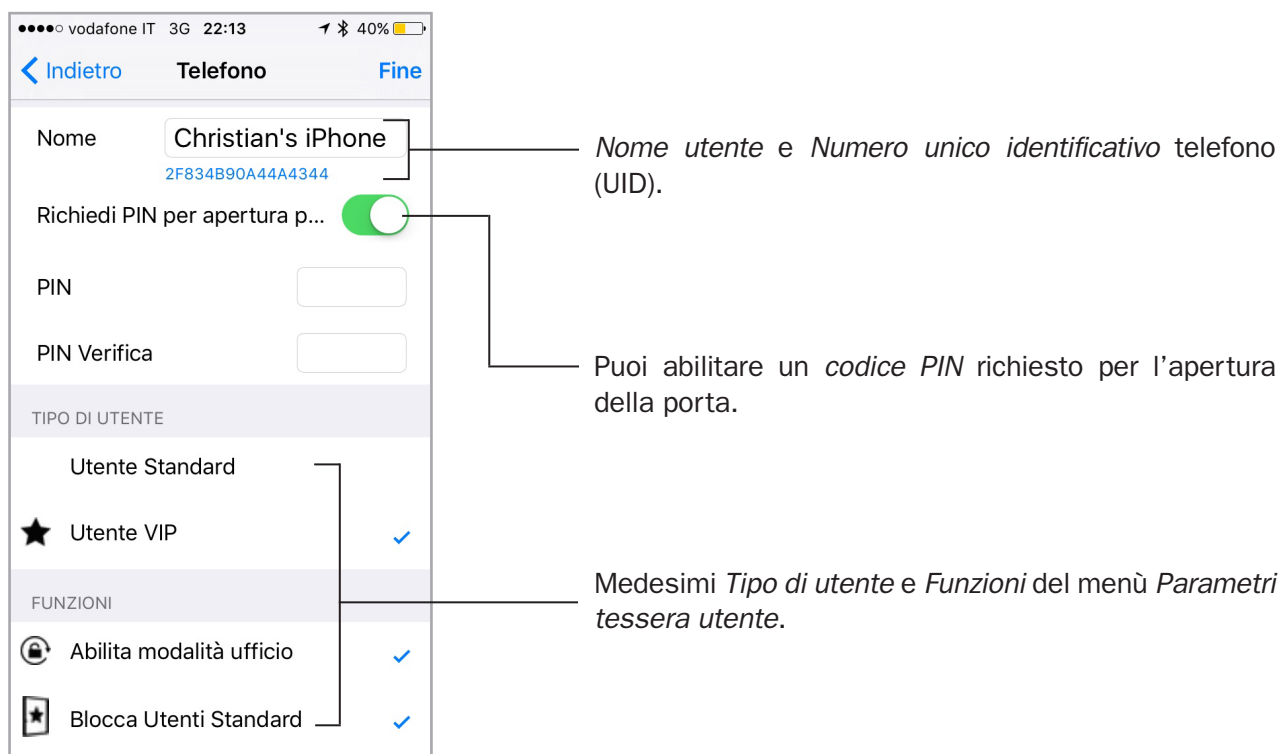 vodafone IT 3G 22:13 40%
Indietro Telefono Fine
Nome Christian's iPhone
2F834B90A44A4344
Richiedi PIN per apertura p...
PIN
PIN Verifica
TIPO DI UTENTE
Utente Standard
Utente VIP
FUNZIONI
Abilita modalità ufficio
Blocca Utenti Standard
Nome utente e Numero unico identificativo telefono
(UID).
Puoi abilitare un codice PIN richiesto per l'apertura
della porta.
Medesimi Tipo di utente e Funzioni del menù Parametri
tessera utente.